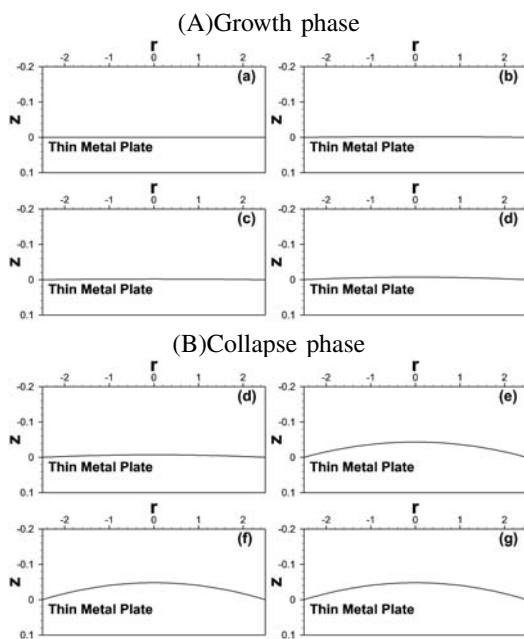 (A)Growth phase
r r
-2 -1 0 1 2 -2 -1 0 1 2
-0.2 (a) -0.2 (b)
-0.1 -0.1
z z
0 0
Thin Metal Plate Thin Metal Plate
0.1 0.1
r r
-2 -1 0 1 2 -2 -1 0 1 2
-0.2 (c) -0.2 (d)
-0.1 -0.1
z z
0 0
Thin Metal Plate Thin Metal Plate
0.1 0.1
(B)Collapse phase
r r
-2 -1 0 1 2 -2 -1 0 1 2
-0.2 (d) -0.2 (e)
-0.1 -0.1
z z
0 0
Thin Metal Plate Thin Metal Plate
0.1 0.1
r r
-2 -1 0 1 2 -2 -1 0 1 2
-0.2 (f) -0.2 (g)
-0.1 -0.1
z z
0 0
Thin Metal Plate Thin Metal Plate
0.1 0.1